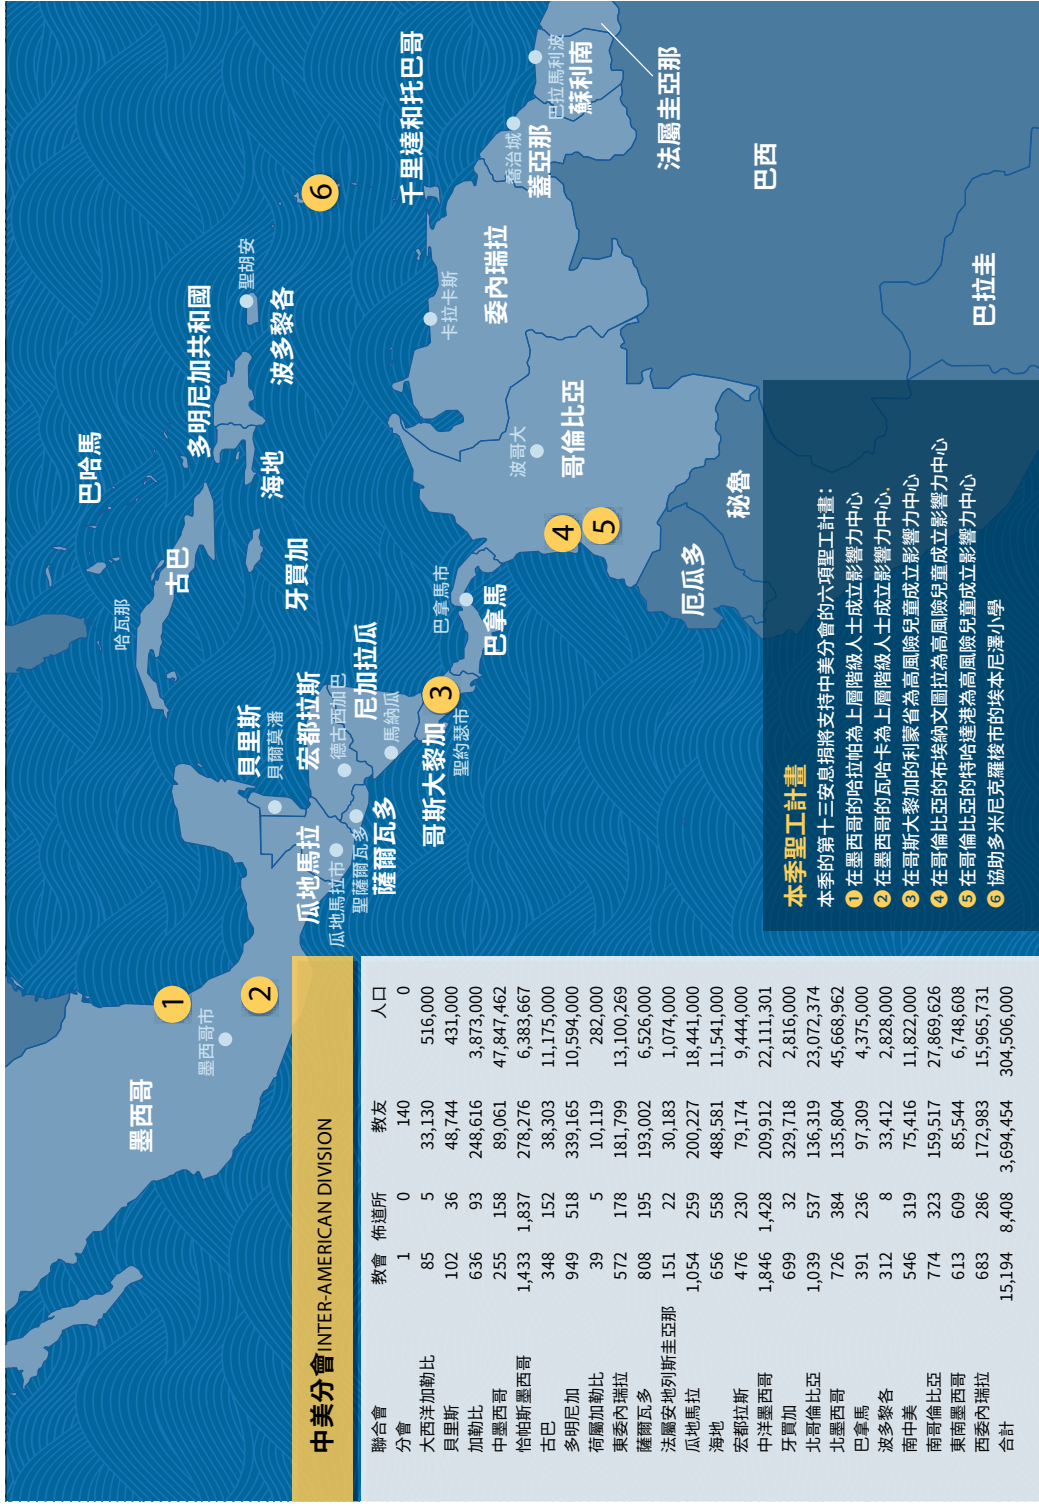 巴哈馬
哈瓦那
古巴
多明尼加共和國
聖胡安
波多黎各
海地
牙買加
墨西哥
墨西哥市
1
2
貝里斯
貝爾莫潘
宏都拉斯
德古西加巴
尼加拉瓜
馬納瓜
瓜地馬拉
瓜地馬拉市
聖薩爾瓦多
薩爾瓦多
哥斯大黎加
聖約瑟市
3
巴拿馬市
巴拿馬
4
5
6
千里達和托巴哥
卡拉卡斯
委內瑞拉
喬治城
蓋亞那
巴拉馬利波
蘇利南
法屬圭亞那
波哥大
哥倫比亞
厄瓜多
秘魯
巴西
巴拉圭
中美分會INTER-AMERICAN DIVISION
聯合會 教會 佈道所 教友 人口
分會 1 0 140 0
大西洋加勒比 85 5 33,130 516,000
貝里斯 102 36 48,744 431,000
加勒比 636 93 248,616 3,873,000
中墨西哥 255 158 89,061 47,847,462
恰帕斯墨西哥 1,433 1,837 278,276 6,383,667
古巴 348 152 38,303 11,175,000
多明尼加 949 518 339,165 10,594,000
荷屬加勒比 39 5 10,119 282,000
東委內瑞拉 572 178 181,799 13,100,269
薩爾瓦多 808 195 193,002 6,526,000
法屬安地列斯圭亞那 151 22 30,183 1,074,000
瓜地馬拉 1,054 259 200,227 18,441,000
海地 656 558 488,581 11,541,000
宏都拉斯 476 230 79,174 9,444,000
中洋墨西哥 1,846 1,428 209,912 22,111,301
牙買加 699 32 329,718 2,816,000
北哥倫比亞 1,039 537 136,319 23,072,374
北墨西哥 726 384 135,804 45,668,962
巴拿馬 391 236 97,309 4,375,000
波多黎各 312 8 33,412 2,828,000
南中美 546 319 75,416 11,822,000
南哥倫比亞 774 323 159,517 27,869,626
東南墨西哥 613 609 85,544 6,748,608
西委內瑞拉 683 286 172,983 15,965,731
合計 15,194 8,408 3,694,454 304,506,000
本季聖工計畫
本季的第十三安息捐將支持中美分會的六項聖工計畫：
1 在墨西哥的哈拉帕為上層階級人士成立影響力中心
2 在墨西哥的瓦哈卡為上層階級人士成立影響力中心.
3 在哥斯大黎加的利蒙省為高風險兒童成立影響力中心
4 在哥倫比亞的布埃納文圖拉為高風險兒童成立影響力中心
5 在哥倫比亞的特哈達港為高風險兒童成立影響力中心
6 協助多米尼克羅梭市的埃本尼澤小學